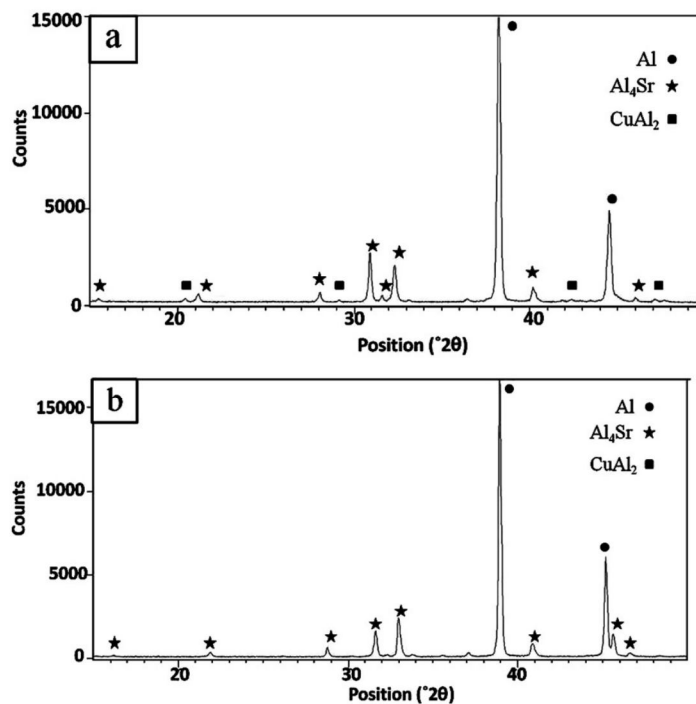 15000
a
Al ●
Al₄Sr ★
10000
CuAl₂ ■
Counts
5000
0
20
30
40
Position (˚2θ)
b
15000
Al ●
Al₄Sr ★
CuAl₂ ■
10000
Counts
5000
0
20
30
40
Position (˚2θ)